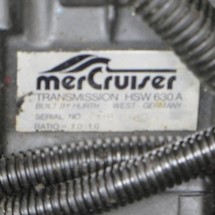 merCruiser
TRANSMISSION HSW 630 A
BUILT BY HURTH WEST GERMANY
SERIAL NO
RATIO